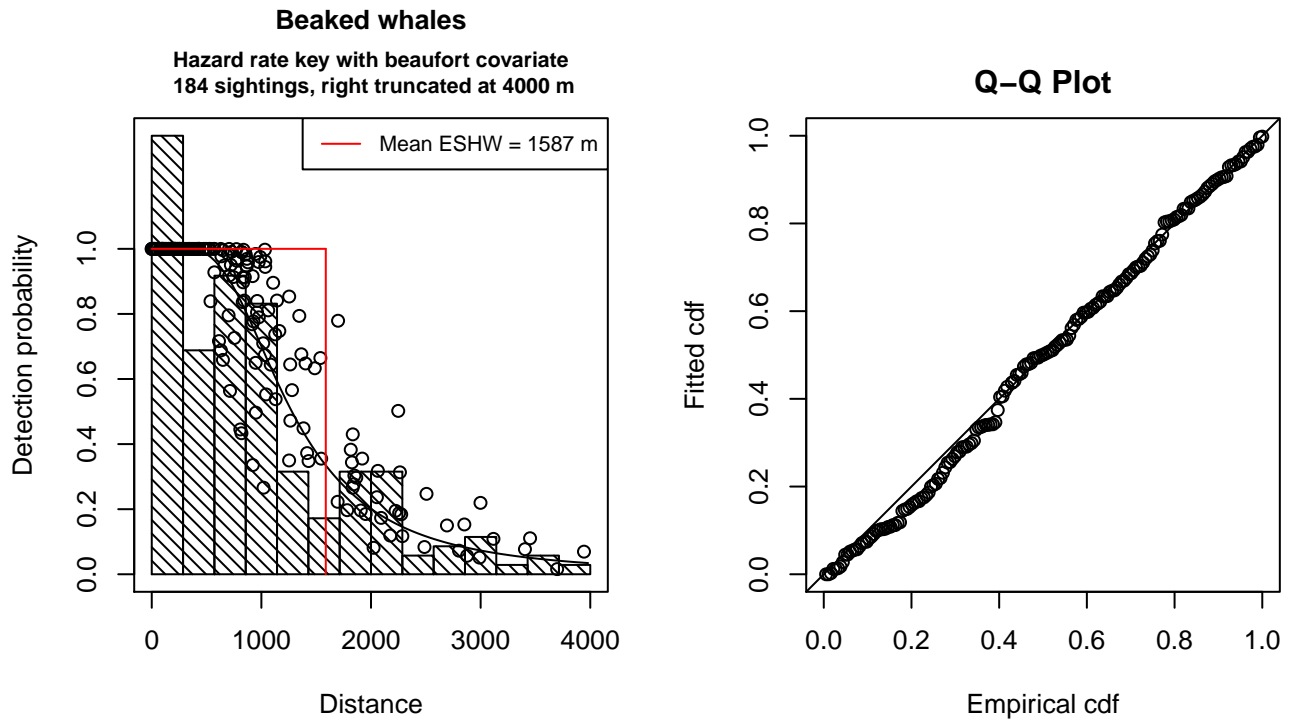 Beaked whales
Hazard rate key with beaufort covariate
184 sightings, right truncated at 4000 m
Mean ESHW = 1587 m
Detection probability
1.0
0.8
0.6
0.4
0.2
0.0
0 1000 2000 3000 4000
Distance
Q−Q Plot
Fitted cdf
1.0
0.8
0.6
0.4
0.2
0.0
0.0 0.2 0.4 0.6 0.8 1.0
Empirical cdf